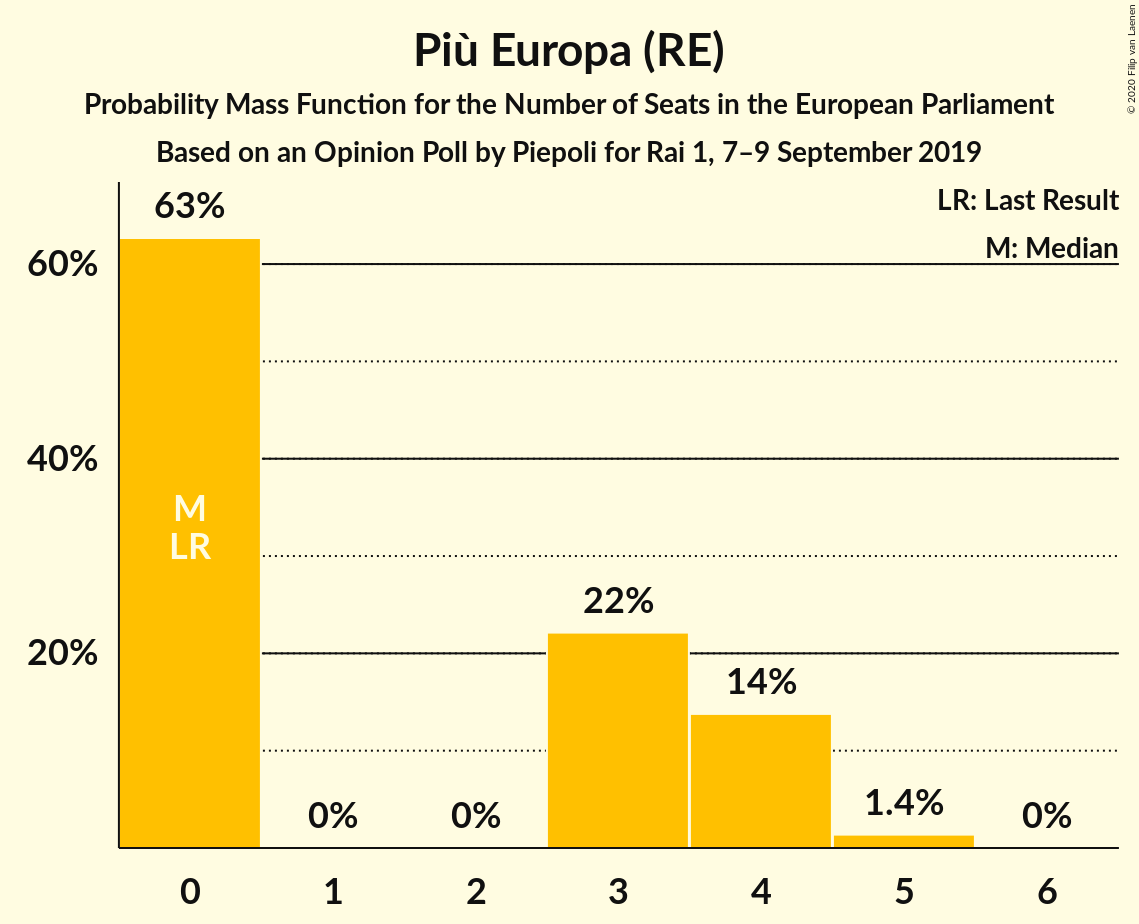 Più Europa (RE)
Probability Mass Function for the Number of Seats in the European Parliament
Based on an Opinion Poll by Piepoli for Rai 1, 7–9 September 2019
© 2020 Filip van Laenen
LR: Last Result
M: Median
63%
60%
40%
20%
M
LR
0%
0%
22%
14%
1.4%
0%
0 1 2 3 4 5 6